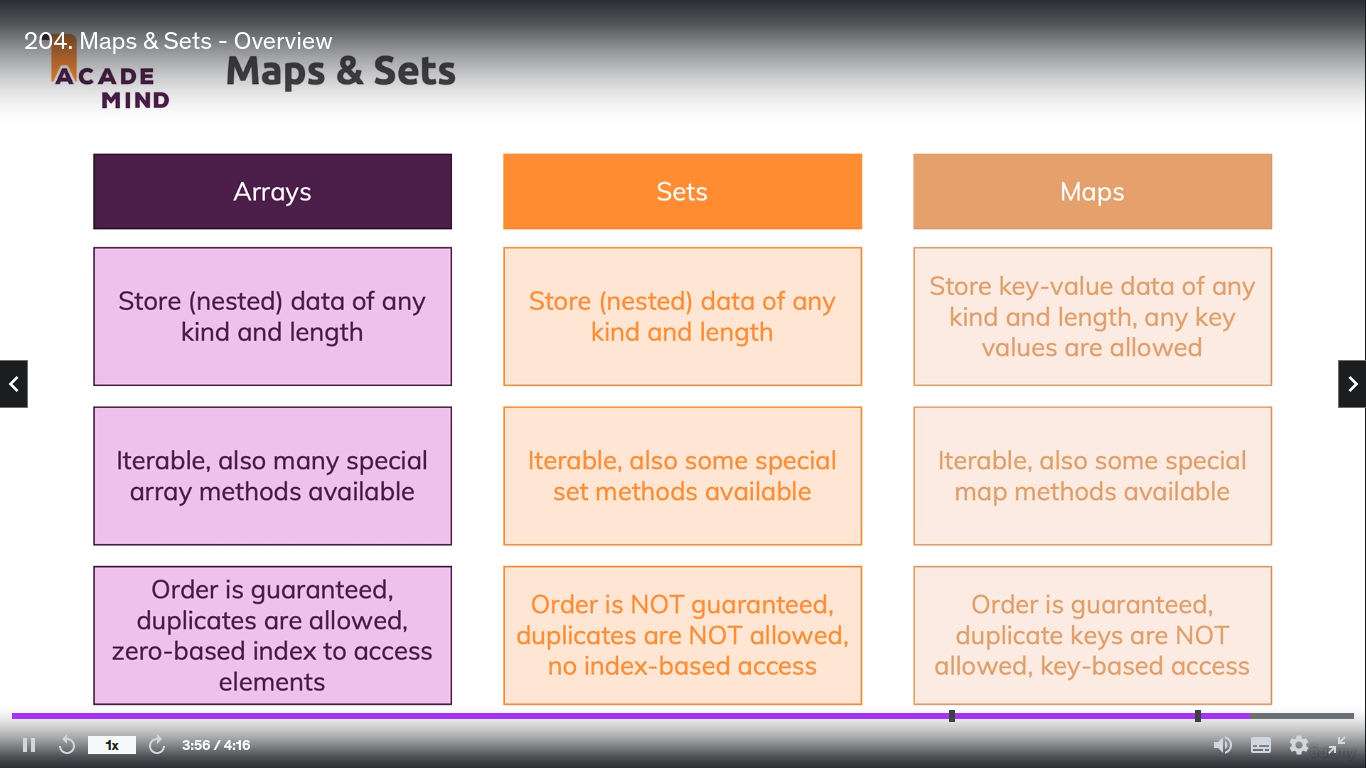 204. Maps & Sets - Overview
ACADE
MIND
Maps & Sets
Arrays
Sets
Maps
Store (nested) data of any
kind and length
Store (nested) data of any
kind and length
Store key-value data of any
kind and length, any key
values are allowed
Iterable, also many special
array methods available
Iterable, also some special
set methods available
Iterable, also some special
map methods available
Order is guaranteed,
duplicates are allowed,
zero-based index to access
elements
Order is NOT guaranteed,
duplicates are NOT allowed,
no index-based access
Order is guaranteed,
duplicate keys are NOT
allowed, key-based access
1x
3:56 / 4:16